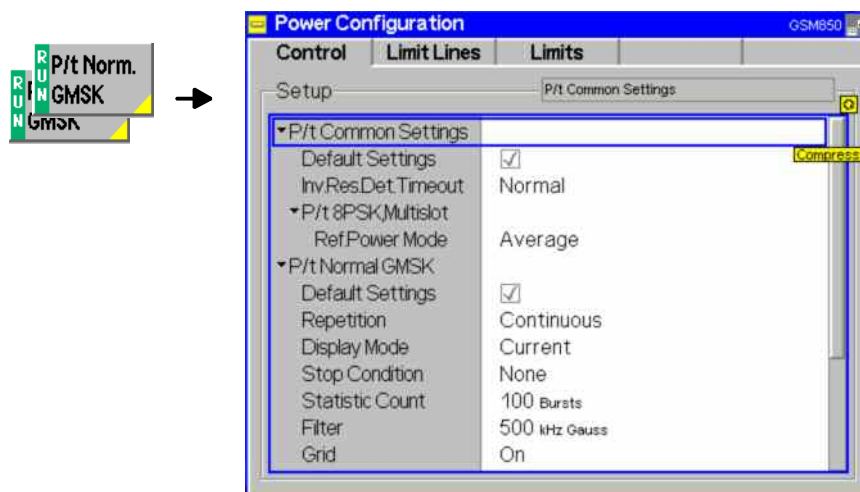 Power Configuration GSM850
Control Limit Lines Limits
R U N P/t Norm. GMSK
R U N GMSK
Setup P/t Common Settings
P/t Common Settings
Compress
Default Settings
Inv.Res.Det.Timeout Normal
P/t 8PSK,Multislot
Ref.Power Mode Average
P/t Normal GMSK
Default Settings
Repetition Continuous
Display Mode Current
Stop Condition None
Statistic Count 100 Bursts
Filter 500 kHz Gauss
Grid On